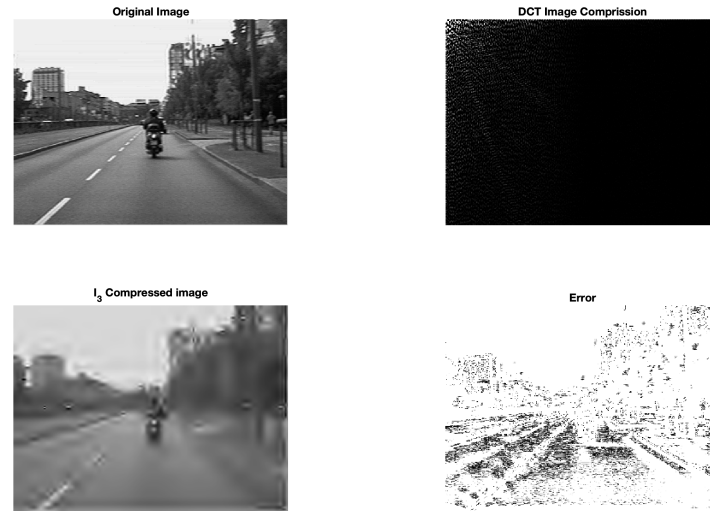 Original Image
DCT Image Comprission
I3 Compressed image
Error